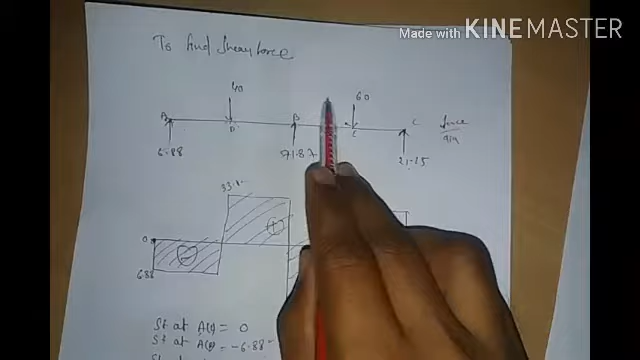 Made with KINEMASTER
To find Shear force
40
60
A
D
B
E
C
force
6.88
71.87
21.25
33.1
0
6.88
Sf at A(L) = 0
Sf at A(R) = -6.88